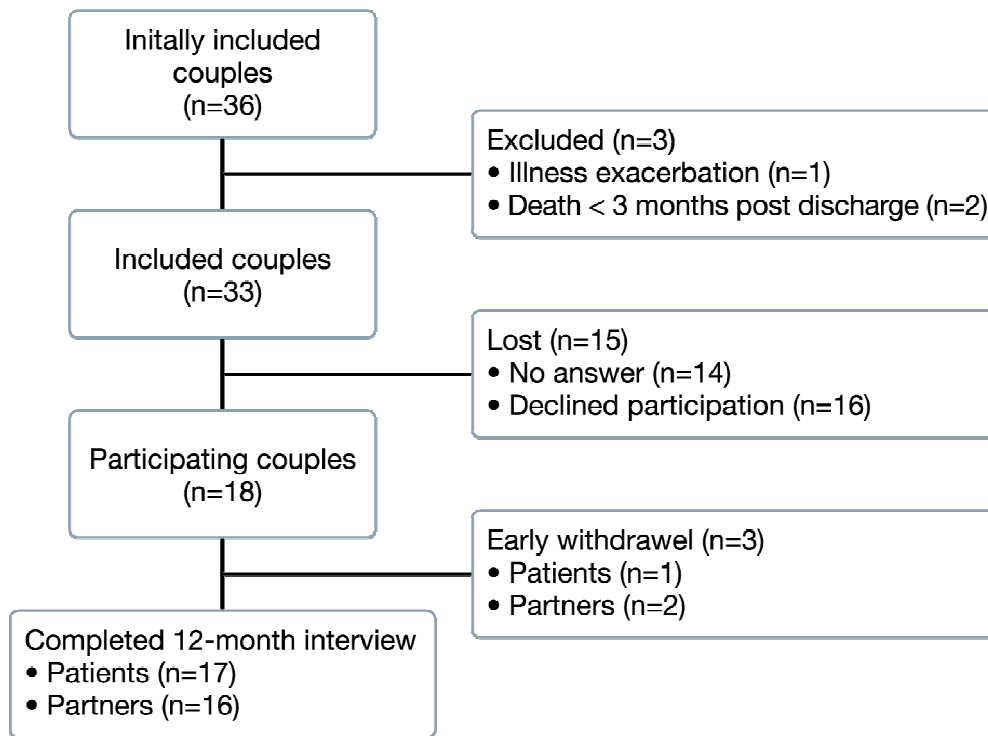 Initally included
couples
(n=36)
Excluded (n=3)
• Illness exacerbation (n=1)
• Death < 3 months post discharge (n=2)
Included couples
(n=33)
Lost (n=15)
• No answer (n=14)
• Declined participation (n=16)
Participating couples
(n=18)
Early withdrawel (n=3)
• Patients (n=1)
• Partners (n=2)
Completed 12-month interview
• Patients (n=17)
• Partners (n=16)